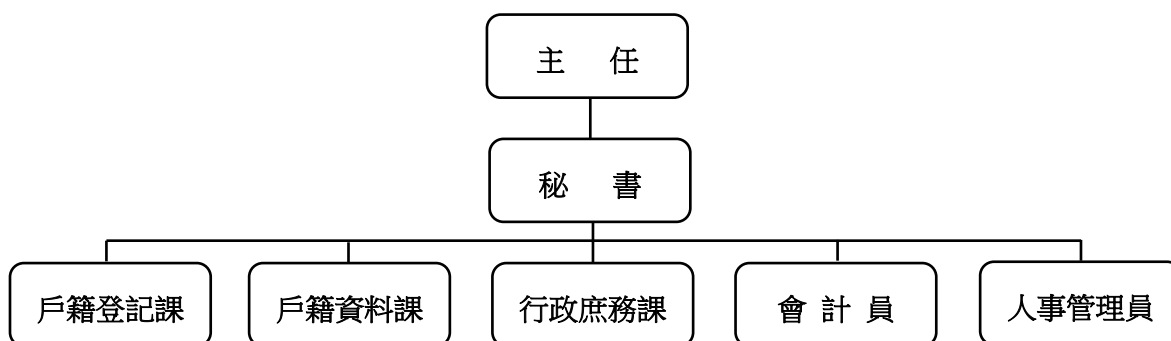 主 任
秘 書
戶籍登記課
戶籍資料課
行政庶務課
會 計 員
人事管理員